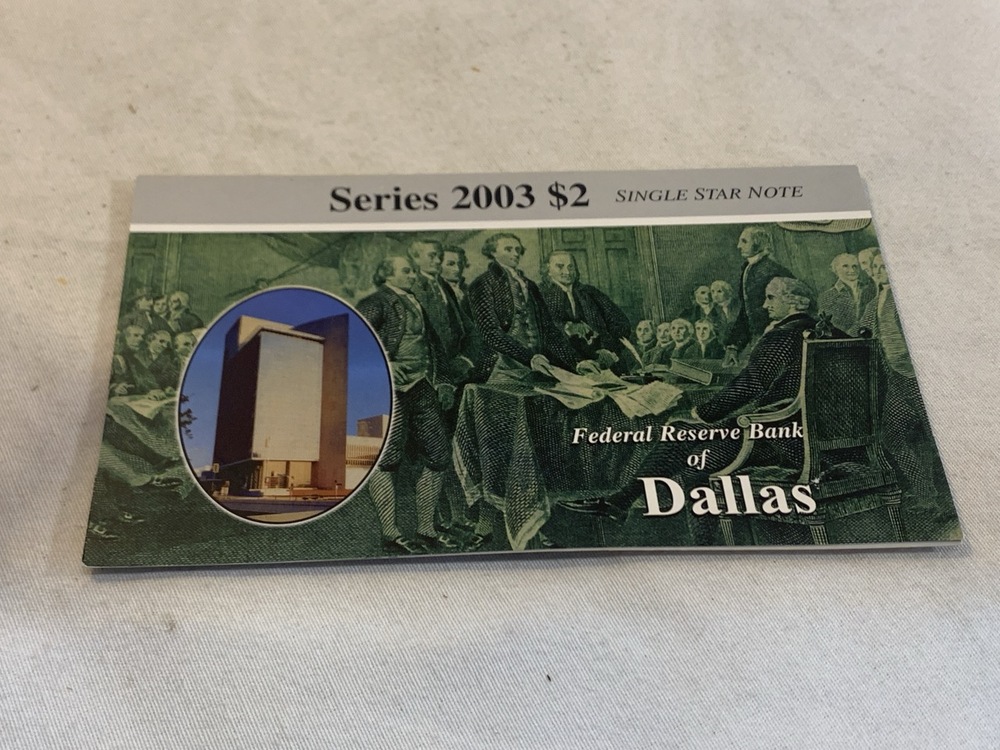 Series 2003 $2 SINGLE STAR NOTE
Federal Reserve Bank
of
Dallas